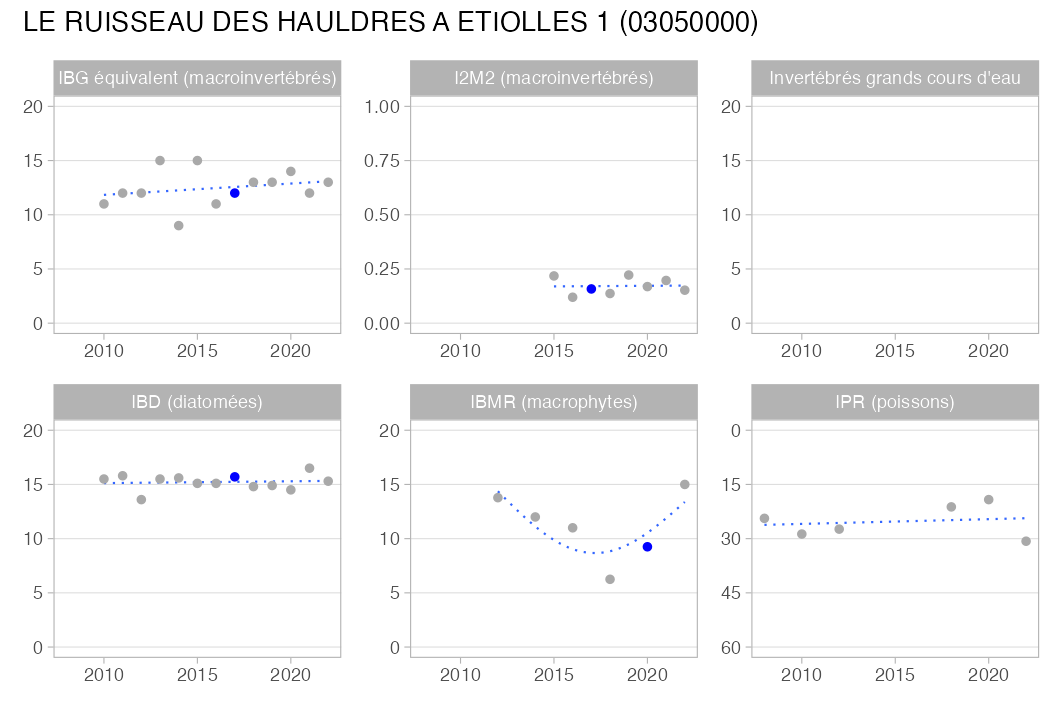 LE RUISSEAU DES HAULDRES A ETIOLLES 1 (03050000)
IBG équivalent (macroinvertébrés)
20
15
10
5
0
2010 2015 2020
I2M2 (macroinvertébrés)
1.00
0.75
0.50
0.25
0.00
2010 2015 2020
Invertébrés grands cours d'eau
20
15
10
5
0
2010 2015 2020
IBD (diatomées)
20
15
10
5
0
2010 2015 2020
IBMR (macrophytes)
20
15
10
5
0
2010 2015 2020
IPR (poissons)
0
15
30
45
60
2010 2015 2020